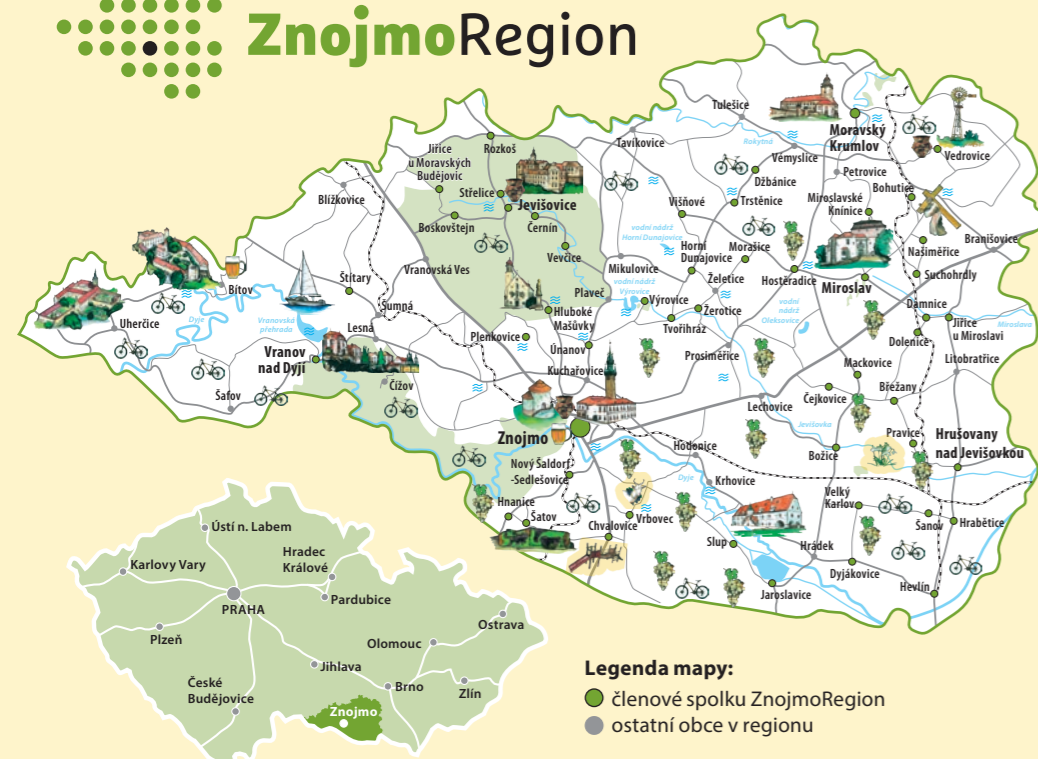 ZnojmoRegion
Tulešice
Moravský
Krumlov
Rokytná
Tavíkovice
Vémyslice
Vedrovice
Rozkoš
Jiřice
u Moravských
Budějovic
Střelice
Jevišovice
Džbánice
Petrovice
Bohutice
Blížkovice
Boskovštejn
Černín
Višňové
Trstěnice
Miroslavské
Knínice
vodní nádrž
Horní Dunajovice
Vevčice
Horní
Dunajovice
Morašice
Našiměřice
Branišovice
Vranovská Ves
Mikulovice
Želetice
Hostěradice
Miroslav
Suchohrdly
Bítov
Štítary
vodní nádrž
Výrovice
Plaveč
Výrovice
Žerotice
vodní
nádrž
Oleksovice
Damnice
Uherčice
Dyje
Vranovská
přehrada
Šumná
Lesná
Hluboké
Mašůvky
Tvořihráz
Dolenice
Jiřice
u Miroslavi
Miroslavka
Plenkovice
Únanov
Prosiměřice
Litobratřice
Vranov
nad Dyjí
Kuchařovice
Mackovice
Čížov
Břežany
Šafov
Čejkovice
Lechovice
Jevišovka
Znojmo
Hodonice
Božice
Pravice
Hrušovany
nad Jevišovkou
Nový Šaldorf
-Sedlešovice
Dyje
Krhovice
Hnanice
Velký
Karlov
Šatov
Chvalovice
Vrbovec
Šanov
Hrabětice
Slup
Hrádek
Dyjákovice
Jaroslavice
Hevlín
Ústí n. Labem
Karlovy Vary
Hradec
Králové
PRAHA
Pardubice
Plzeň
Olomouc
Ostrava
Jihlava
České
Budějovice
Brno
Zlín
Znojmo
Legenda mapy:
členové spolku ZnojmoRegion
ostatní obce v regionu